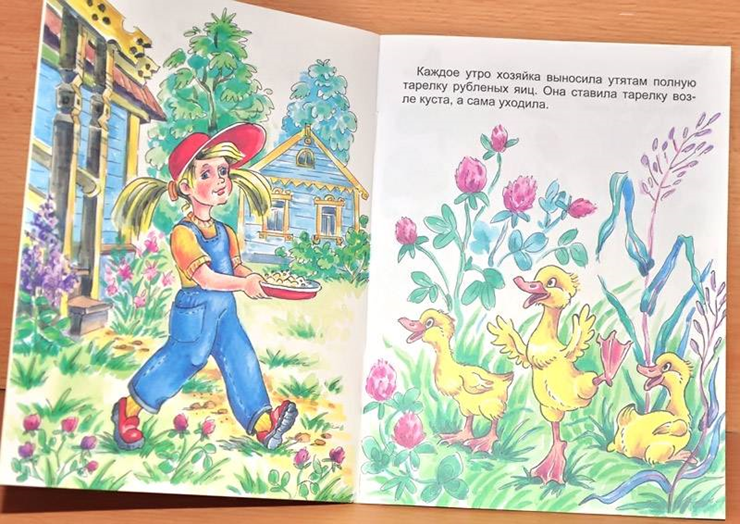 Каждое утро хозяйка выносила утятам полную
тарелку рубленых яиц. Она ставила тарелку воз-
ле куста, а сама уходила.